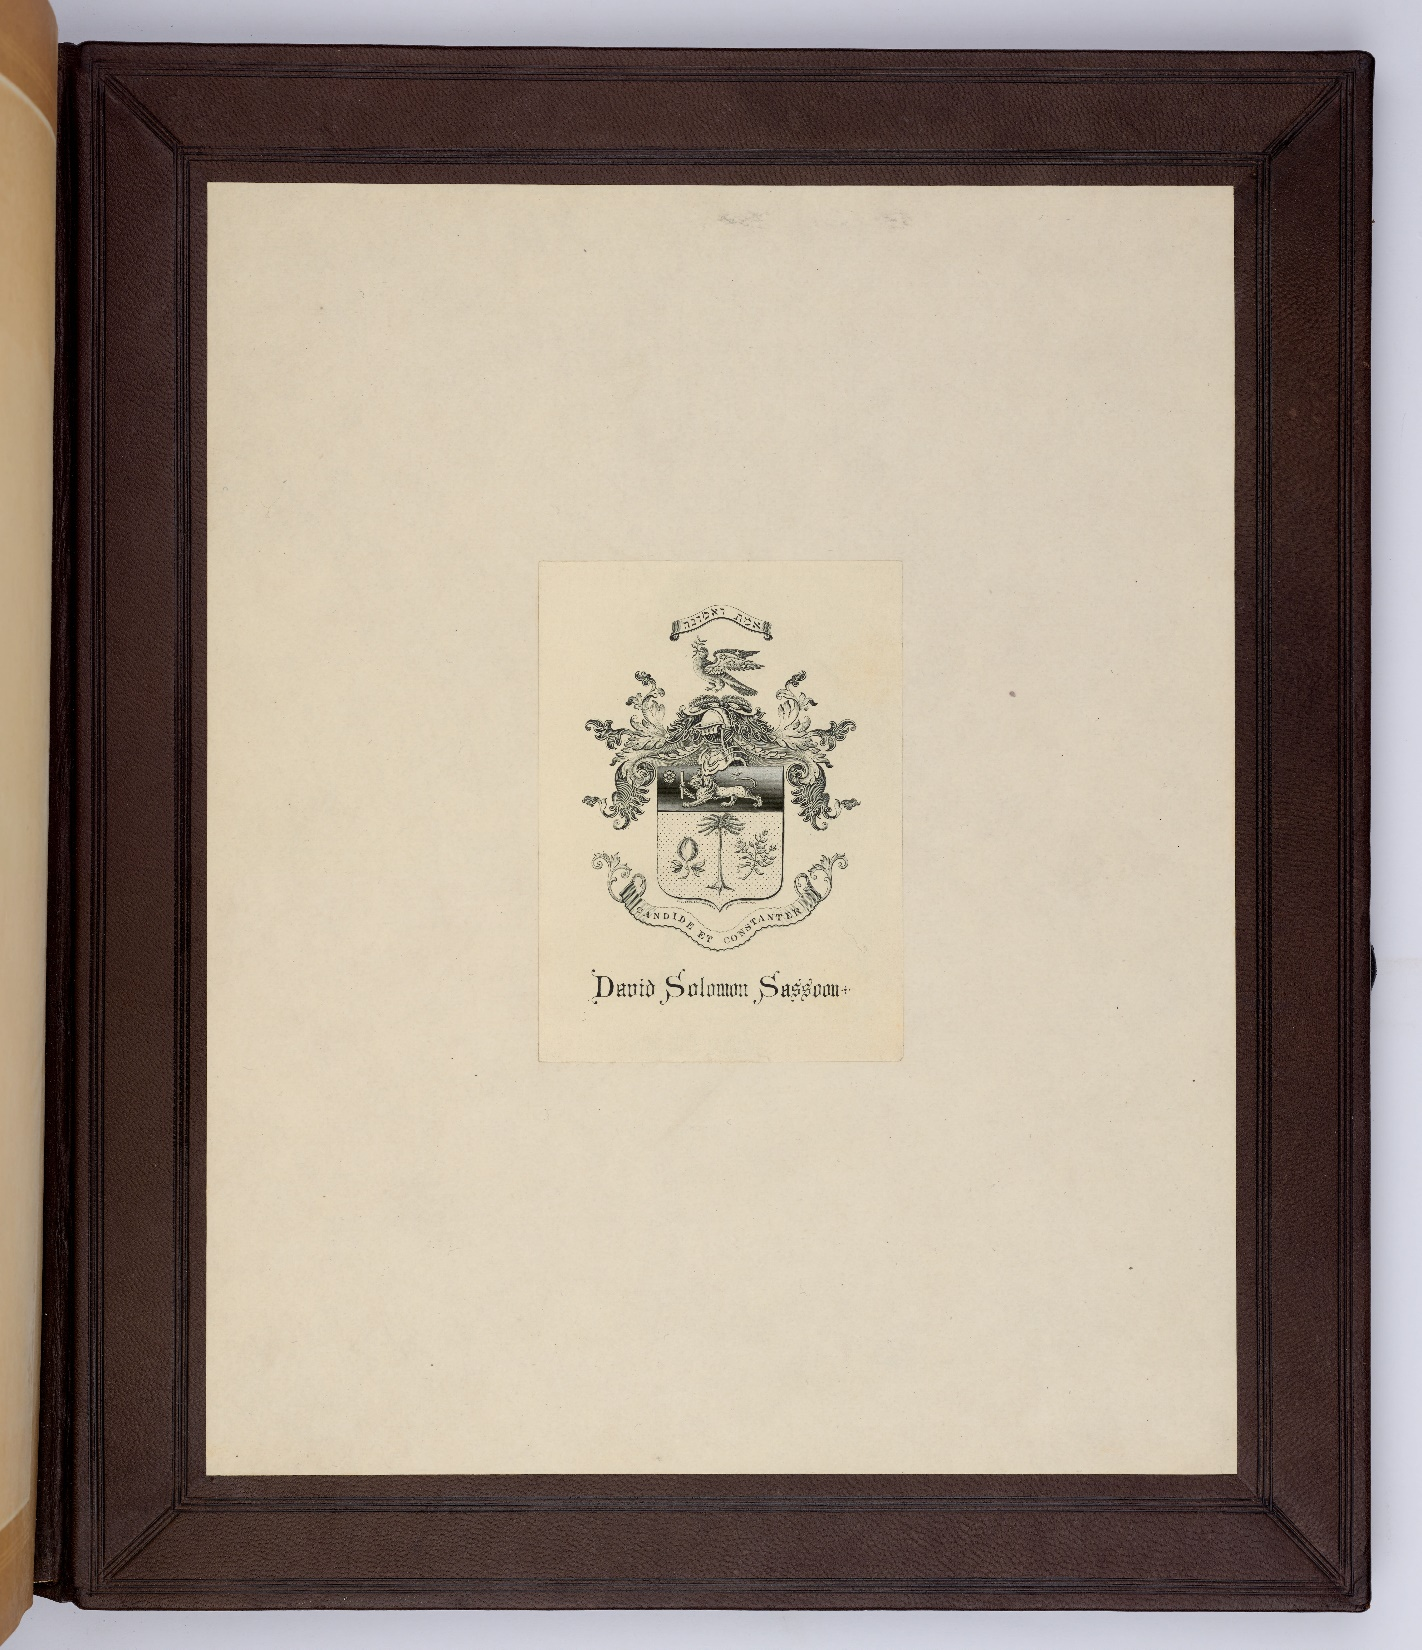 אמת ואמונה
CANDIDE ET CONSTANTER
David Solomon Sassoon